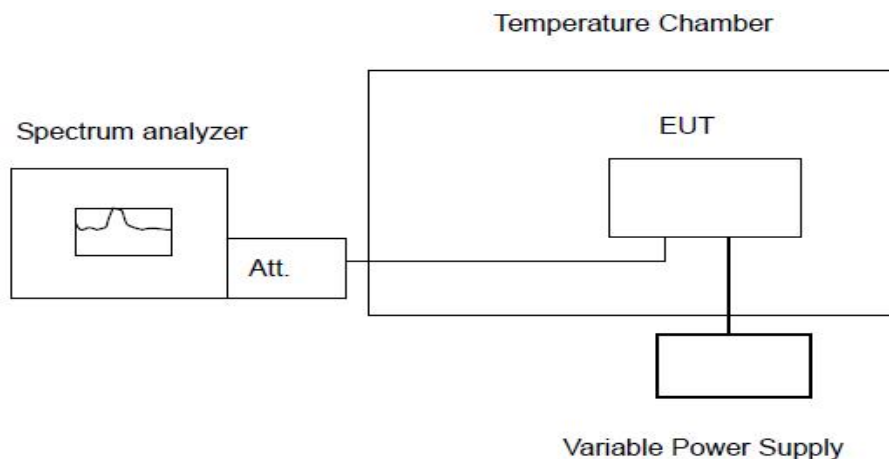 Temperature Chamber
Spectrum analyzer
EUT
Att.
Variable Power Supply